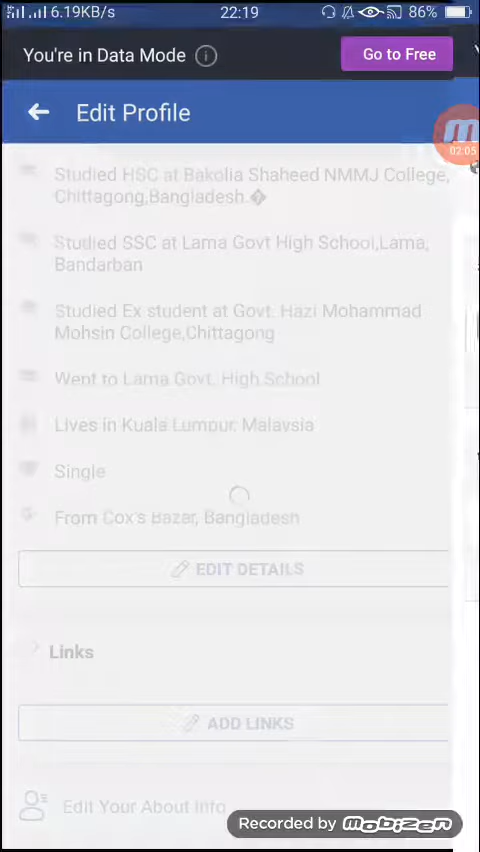 6.19KB/s 22:19 86%
You're in Data Mode Go to Free
Edit Profile
02:05
Studied HSC at Bakolia Shaheed NMMJ College,
Chittagong,Bangladesh.�
Studied SSC at Lama Govt High School,Lama,
Bandarban
Studied Ex student at Govt. Hazi Mohammad
Mohsin College,Chittagong
Went to Lama Govt. High School
Lives in Kuala Lumpur, Malaysia
Single
From Cox's Bazar, Bangladesh
EDIT DETAILS
Links
ADD LINKS
Edit Your About Info
Recorded by MOBIZEN